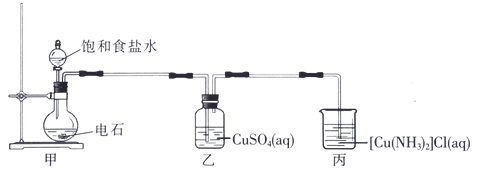 饱和食盐水
电石
CuSO₄(aq)
[Cu(NH₃)₂]Cl(aq)
甲
乙
丙